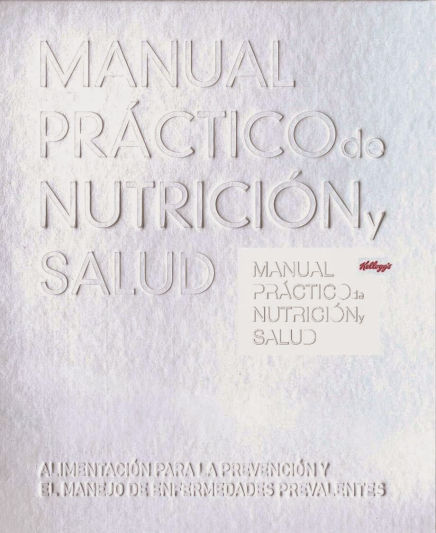 MANUAL
PRÁCTICO de
NUTRICIÓN y
SALUD
MANUAL
PRÁCTICO de
NUTRICIÓN y
SALUD
Kellogg's
ALIMENTACIÓN PARA LA PREVENCIÓN Y
EL MANEJO DE ENFERMEDADES PREVALENTES